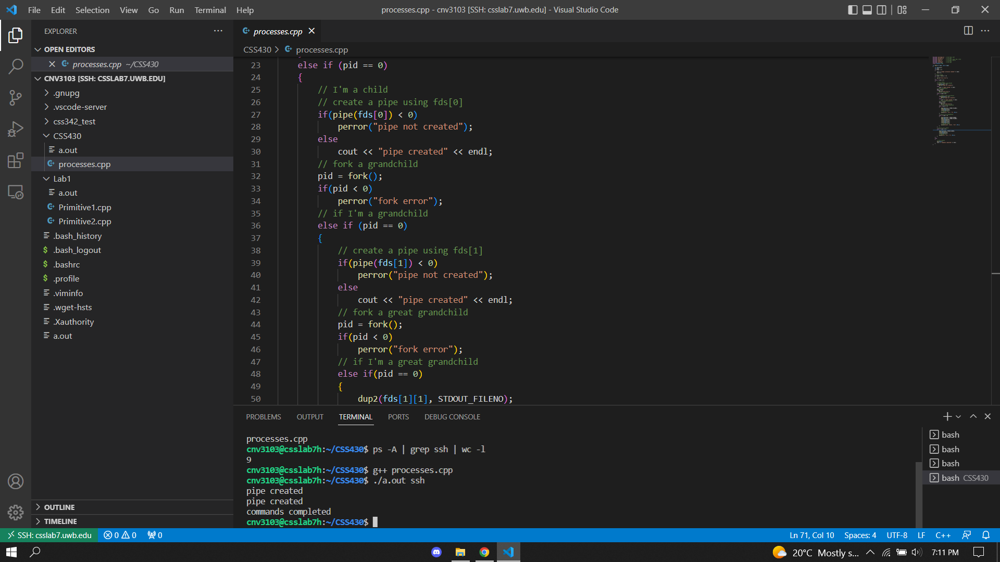 File Edit Selection View Go Run Terminal Help
processes.cpp - cnv3103 [SSH: csslab7.uwb.edu] - Visual Studio Code
EXPLORER
OPEN EDITORS
processes.cpp ~/CSS430
CNV3103 [SSH: CSSLAB7.UWB.EDU]
.gnupg
.vscode-server
css342_test
CSS430
a.out
processes.cpp
Lab1
a.out
Primitive1.cpp
Primitive2.cpp
.bash_history
.bash_logout
.bashrc
.profile
.viminfo
.wget-hsts
.Xauthority
a.out
OUTLINE
TIMELINE
processes.cpp
CSS430 > processes.cpp
23 else if (pid == 0)
24 {
25 // I'm a child
26 // create a pipe using fds[0]
27 if(pipe(fds[0]) < 0)
28 perror("pipe not created");
29 else
30 cout << "pipe created" << endl;
31 // fork a grandchild
32 pid = fork();
33 if(pid < 0)
34 perror("fork error");
35 // if I'm a grandchild
36 else if (pid == 0)
37 {
38 // create a pipe using fds[1]
39 if(pipe(fds[1]) < 0)
40 perror("pipe not created");
41 else
42 cout << "pipe created" << endl;
43 // fork a great grandchild
44 pid = fork();
45 if(pid < 0)
46 perror("fork error");
47 // if I'm a great grandchild
48 else if(pid == 0)
49 {
50 dup2(fds[1][1], STDOUT_FILENO);
PROBLEMS OUTPUT TERMINAL PORTS DEBUG CONSOLE
processes.cpp
cnv3103@csslab7h:~/CSS430$ ps -A | grep ssh | wc -l
9
cnv3103@csslab7h:~/CSS430$ g++ processes.cpp
cnv3103@csslab7h:~/CSS430$ ./a.out ssh
pipe created
pipe created
commands completed
cnv3103@csslab7h:~/CSS430$
bash
bash
bash
bash CSS430
SSH: csslab7.uwb.edu 0 0 0
Ln 71, Col 10 Spaces: 4 UTF-8 LF C++
20°C Mostly s... 7:11 PM